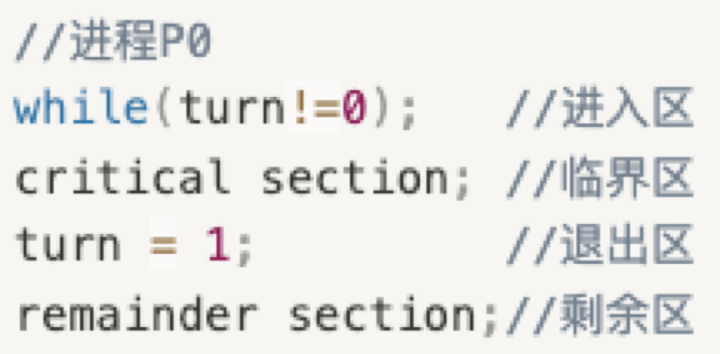 //进程P0
while(turn!=0);   //进入区
critical section; //临界区
turn = 1;         //退出区
remainder section;//剩余区